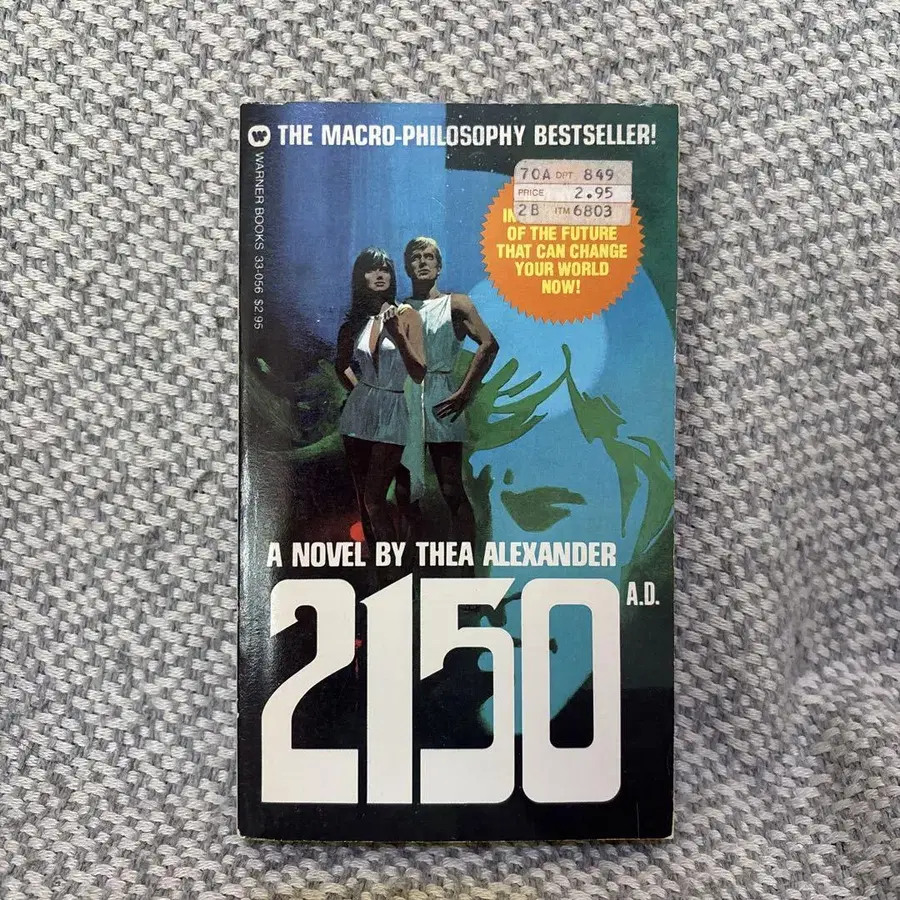 THE MACRO-PHILOSOPHY BESTSELLER!
WARNER BOOKS 33-056 $2.95
70A DPT 849
PRICE 2.95
2B ITM 6803
OF THE FUTURE
THAT CAN CHANGE
YOUR WORLD
NOW!
A NOVEL BY THEA ALEXANDER
2150 A.D.